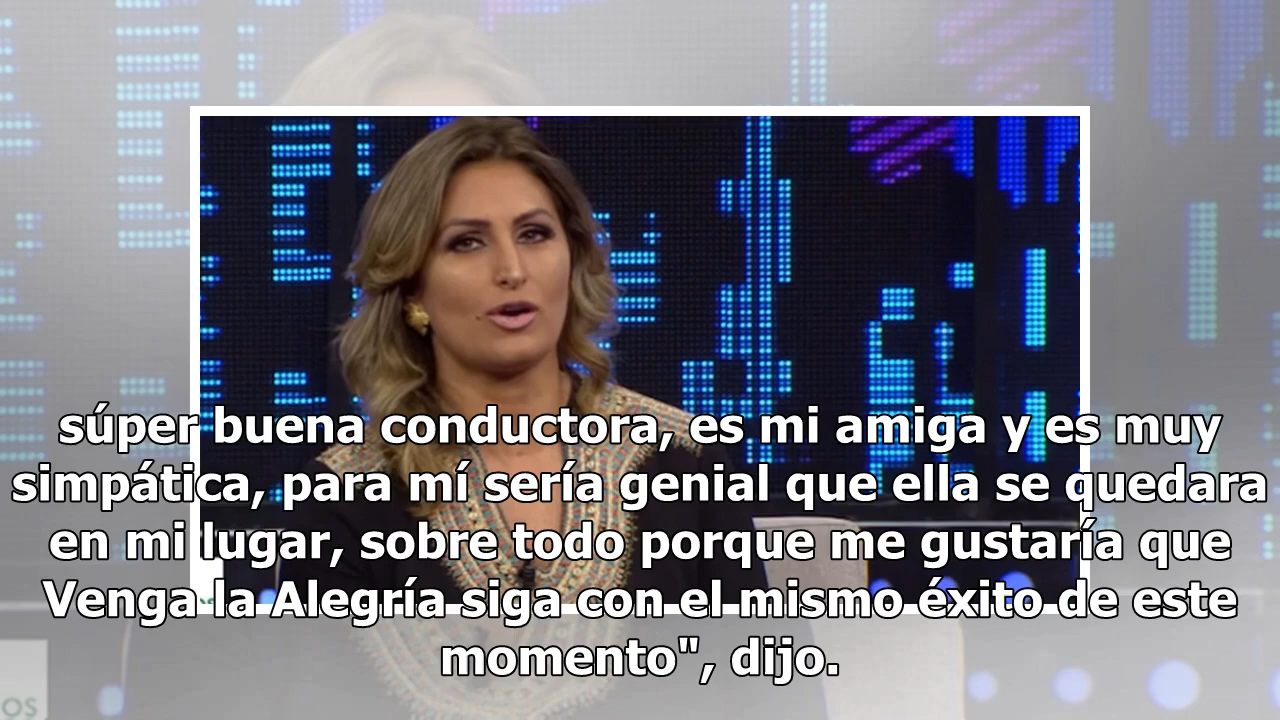 súper buena conductora, es mi amiga y es muy
simpática, para mí sería genial que ella se quedara
en mi lugar, sobre todo porque me gustaría que
Venga la Alegría siga con el mismo éxito de este
momento", dijo.
OS